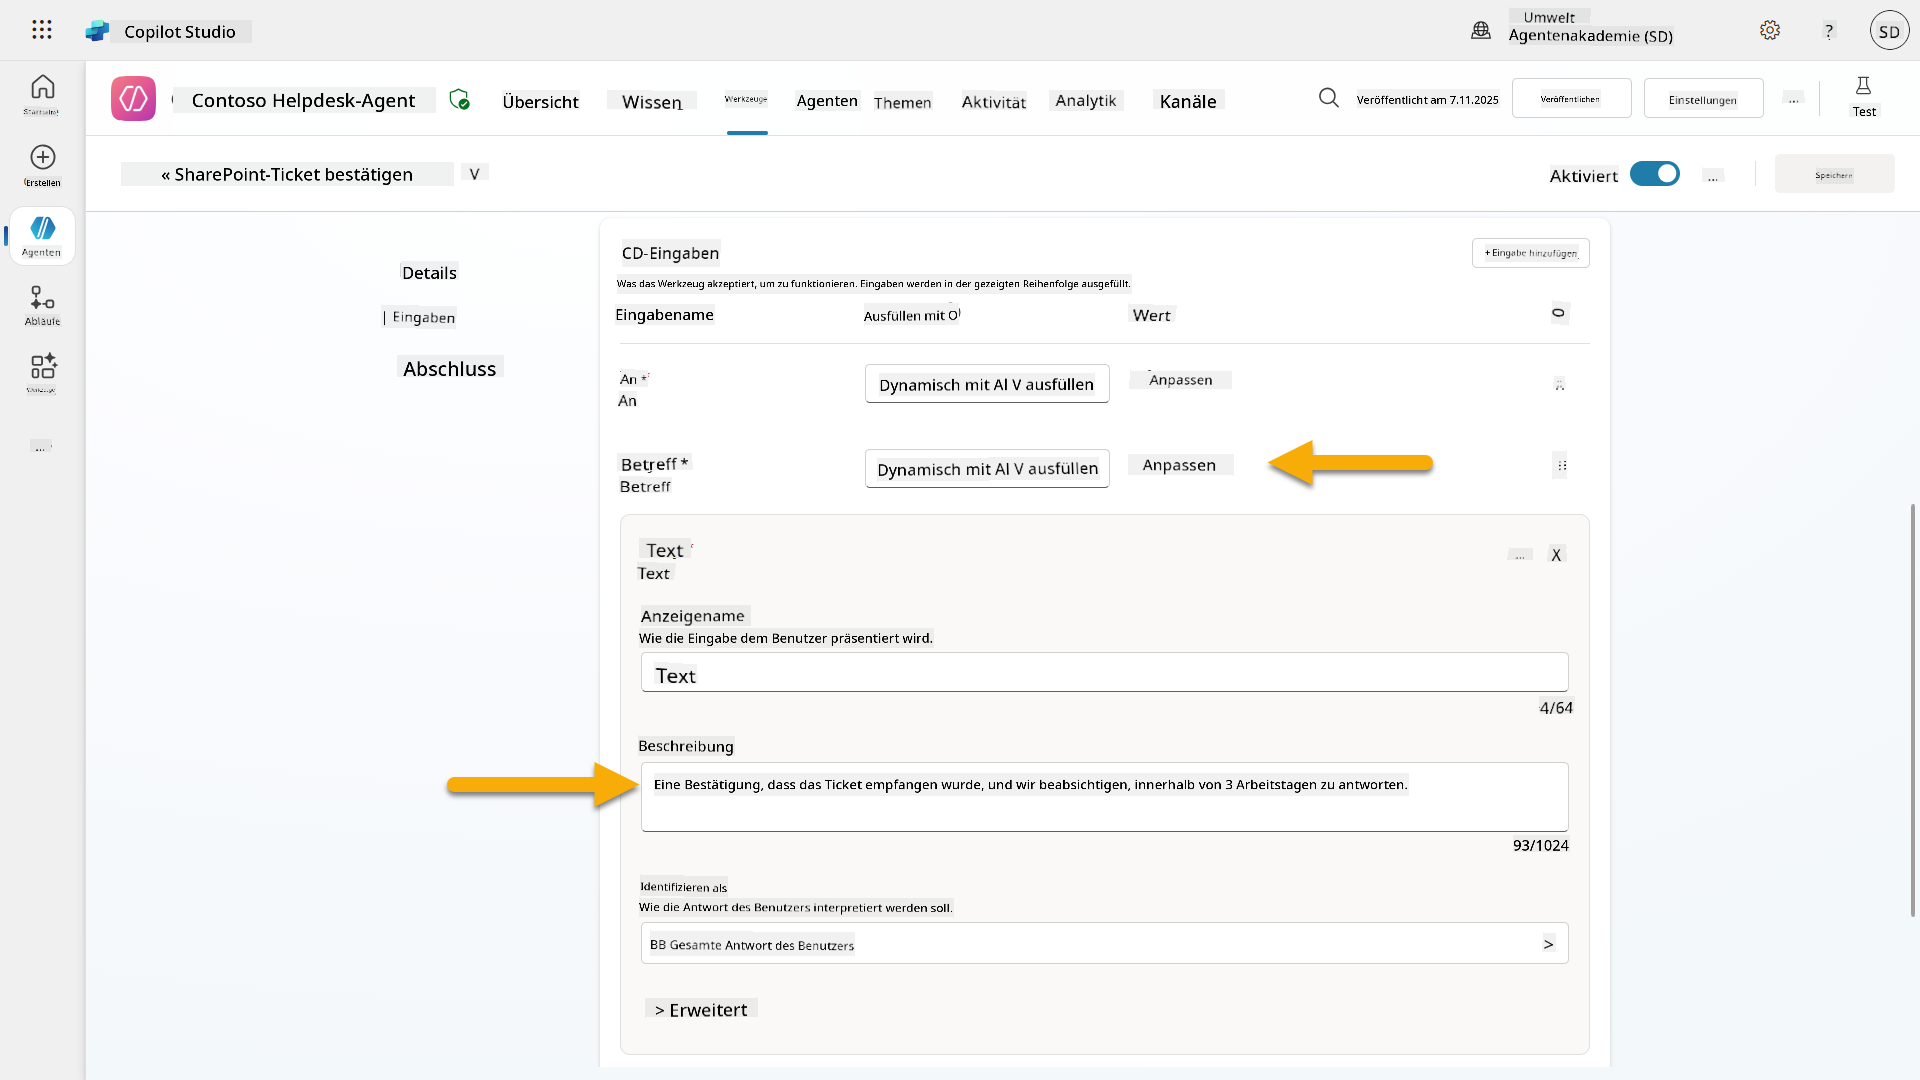 Copilot Studio
Umwelt
Agentenakademie (SD)
?
SD
Startseite
Erstellen
Agenten
Abläufe
Werkzeuge
...
Contoso Helpdesk-Agent
Übersicht
Wissen
Werkzeuge
Agenten
Themen
Aktivität
Analytik
Kanäle
Veröffentlicht am 7.11.2025
Veröffentlichen
Einstellungen
...
Test
« SharePoint-Ticket bestätigen
V
Aktiviert
...
Speichern
Details
| Eingaben
Abschluss
CD-Eingaben
+ Eingabe hinzufügen
Was das Werkzeug akzeptiert, um zu funktionieren. Eingaben werden in der gezeigten Reihenfolge ausgefüllt.
Eingabename
Ausfüllen mit O
Wert
An *
An
Dynamisch mit Al V ausfüllen
Anpassen
Betreff *
Betreff
Dynamisch mit Al V ausfüllen
Anpassen
Text
Text
...
X
Anzeigename
Wie die Eingabe dem Benutzer präsentiert wird.
Text
4/64
Beschreibung
Eine Bestätigung, dass das Ticket empfangen wurde, und wir beabsichtigen, innerhalb von 3 Arbeitstagen zu antworten.
93/1024
Identifizieren als
Wie die Antwort des Benutzers interpretiert werden soll.
BB Gesamte Antwort des Benutzers
>
> Erweitert